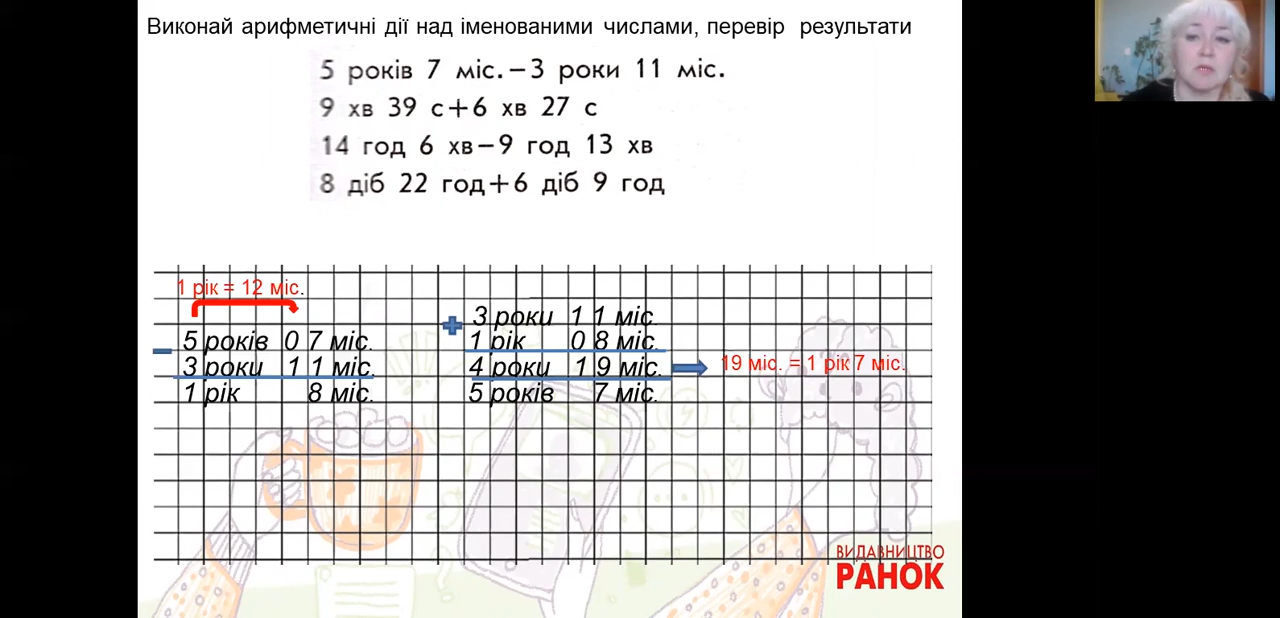 Виконай арифметичні дії над іменованими числами, перевір результати
5 років 7 міс. – 3 роки 11 міс.
9 хв 39 с + 6 хв 27 с
14 год 6 хв – 9 год 13 хв
8 діб 22 год + 6 діб 9 год
1 рік = 12 міс.
– 5 років 0 7 міс.
3 роки 1 1 міс.
1 рік 8 міс.
+ 3 роки 1 1 міс
1 рік 0 8 міс.
4 роки 1 9 міс.
5 років 7 міс.
19 міс. = 1 рік 7 міс.
ВИДАВНИЦТВО
РАНОК